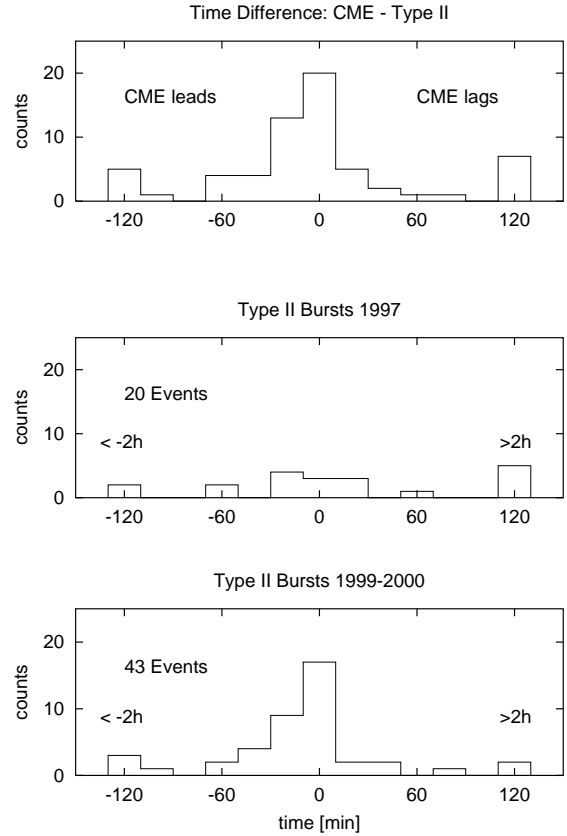 Time Difference: CME - Type II
counts
20
10
0
CME leads
CME lags
-120 -60 0 60 120
Type II Bursts 1997
counts
20
10
0
20 Events
< -2h
>2h
-120 -60 0 60 120
Type II Bursts 1999-2000
counts
20
10
0
43 Events
< -2h
>2h
-120 -60 0 60 120
time [min]